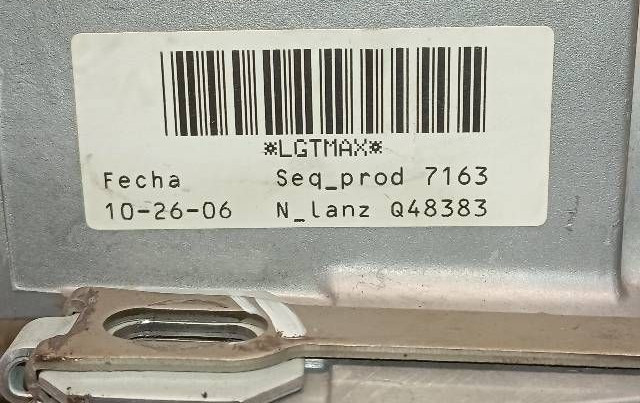 *LGTMAX*
Fecha Seq_prod 7163
10-26-06 N_lanz Q48383